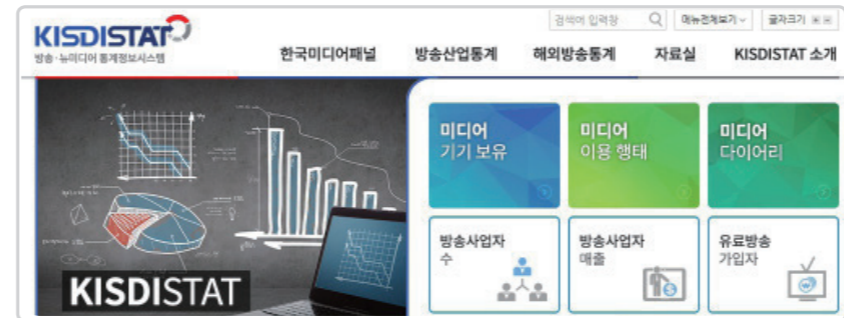 검색어 입력창
메뉴전체보기
글자크기
KISDISTAT
방송·뉴미디어 통계정보시스템
한국미디어패널 방송산업통계 해외방송통계 자료실 KISDISTAT 소개
미디어
기기 보유
미디어
이용 행태
미디어
다이어리
방송사업자
수
방송사업자
매출
유료방송
가입자
KISDISTAT